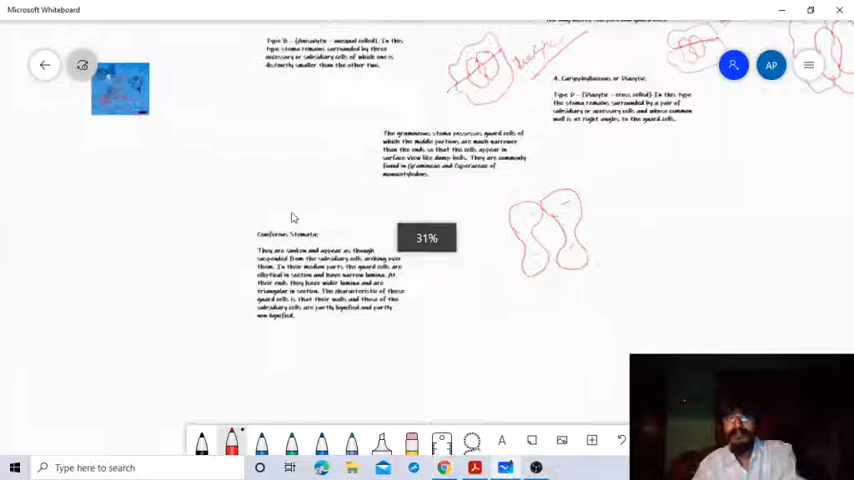 Microsoft Whiteboard
Type B - (Anisocytic - unequal celled). In this
type stoma remains surrounded by three
accessory or subsidiary cells of which one is
distinctly smaller than the other two.
4. Caryophyllaceous or Diacytic:
Type D - (Diacytic - cross celled). In this type
the stoma remains surrounded by a pair of
subsidiary or accessory cells and whose common
wall is at right angles to the guard cells.
The gramineous stoma possesses guard cells of
which the middle portions are much narrower
than the ends so that the cells appear in
surface view like dumb-bells. They are commonly
found in Gramineae and Cyperaceae of
monocotyledons.
Coniferous Stomata:
They are sunken and appear as though
suspended from the subsidiary cells arching over
them. In their median parts the guard cells are
elliptical in section and have narrow lumina. At
their ends they have wider lumina and are
triangular in section. The characteristic of these
guard cells is that their walls and those of the
subsidiary cells are partly lignified and partly
non lignified.
31%
AP
A
Type here to search